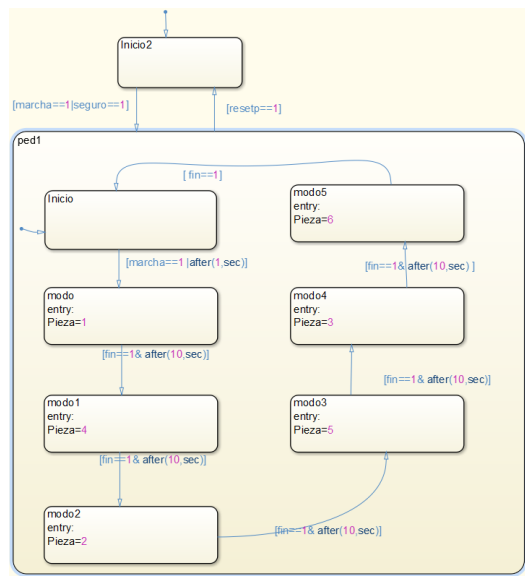 Inicio2
[marcha==1|seguro==1]
[resetp==1]
ped1
[ fin==1]
Inicio
[marcha==1 |after(1,sec)]
modo
entry:
Pieza=1
[fin==1& after(10,sec)]
modo1
entry:
Pieza=4
[fin==1& after(10,sec)]
modo2
entry:
Pieza=2
[fin==1& after(10,sec)]
modo3
entry:
Pieza=5
[fin==1& after(10,sec)]
modo4
entry:
Pieza=3
[fin==1& after(10,sec) ]
modo5
entry:
Pieza=6